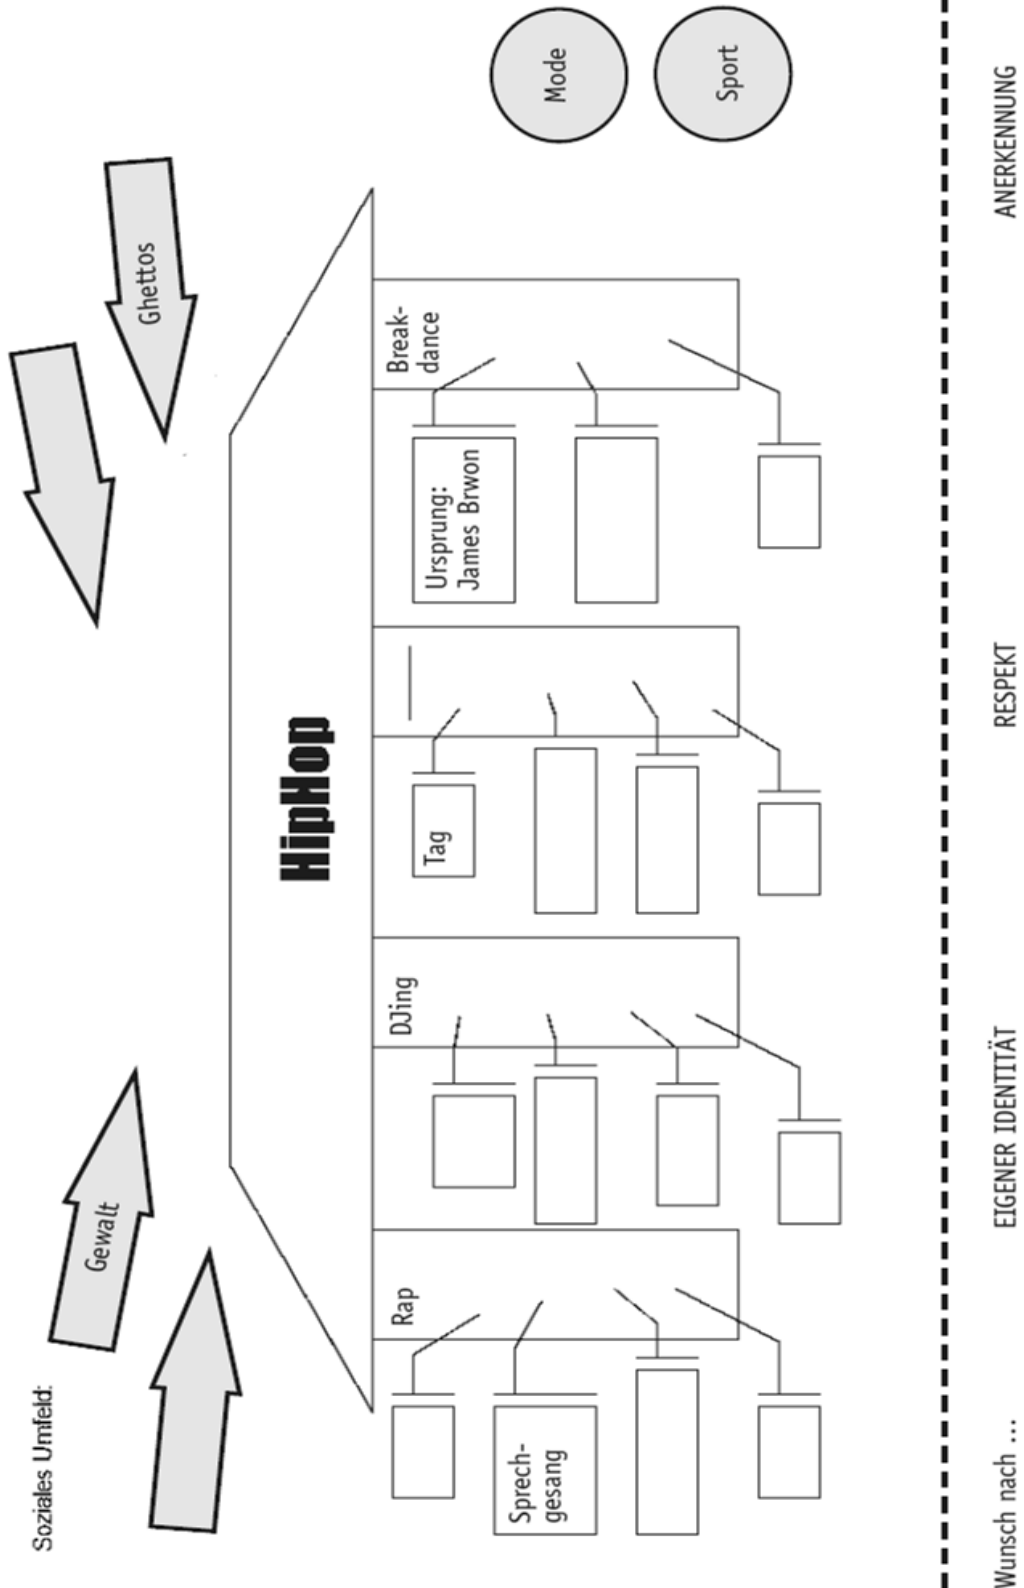 Soziales Umfeld:
Gewalt
Ghettos
HipHop
Rap
DJing
Break-
dance
Sprech-
gesang
Tag
Ursprung:
James Brwon
Mode
Sport
Wunsch nach ...
EIGENER IDENTITÄT
RESPEKT
ANERKENNUNG